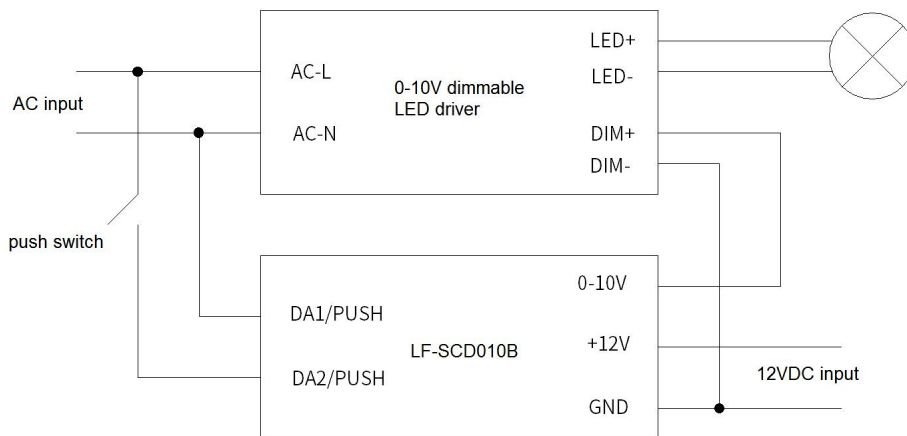 LED+
AC-L
0-10V dimmable
LED-
AC input
LED driver
AC-N
DIM+
DIM-
push switch
0-10V
DA1/PUSH
LF-SCD010B
+12V
DA2/PUSH
12VDC input
GND